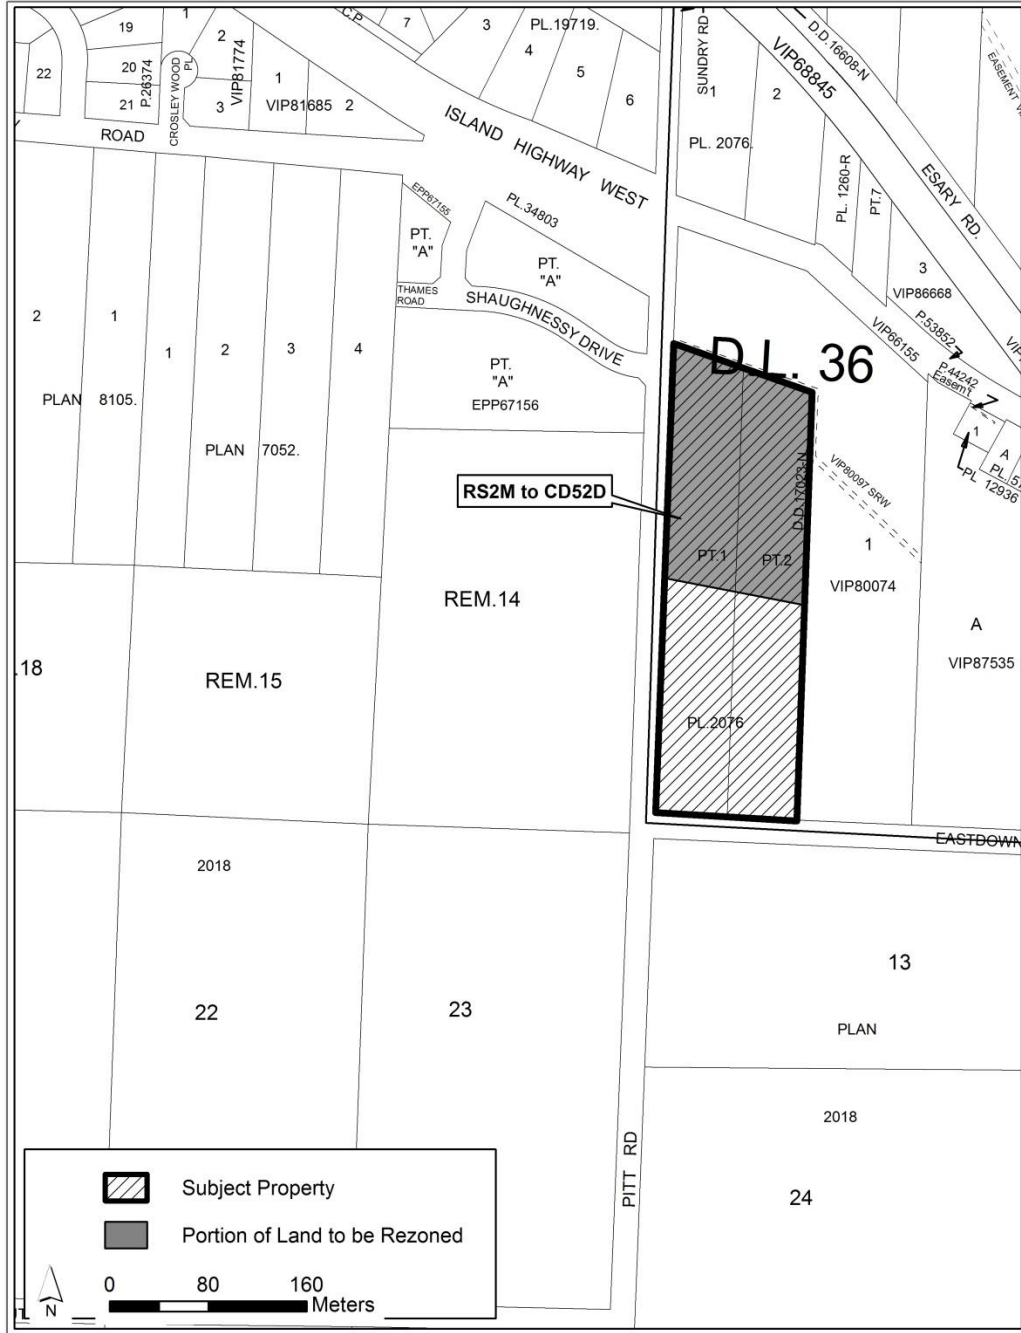 19
1
2
C.P
7
3
PL.19719.
22
20
P.26374
21
CROSLEY WOOD
PL
3
VIP81774
1
VIP81685
2
4
5
6
ROAD
ISLAND HIGHWAY WEST
SUNDRY RD
1
2
PL. 2076.
D.D.16608-N
VIP68845
ESARY RD.
PL. 1260-R
PT.7
3
VIP86668
EPP67155
PL.34803
PT.
"A"
PT.
"A"
THAMES
ROAD
SHAUGHNESSY DRIVE
VIP66155
P.53852
P.44242
Easem't
2
1
1
2
3
4
PT.
"A"
EPP67156
PLAN 8105.
PLAN 7052.
D.L. 36
1
A
PL 12936
RS2M to CD52D
D.D.17023-N
VIP80097 SRW
PT.1
PT.2
1
VIP80074
REM.14
A
VIP87535
.18
REM.15
PL.2076
EASTDOWN
2018
13
22
23
PLAN
2018
24
PITT RD
Subject Property
Portion of Land to be Rezoned
0 80 160
Meters
N